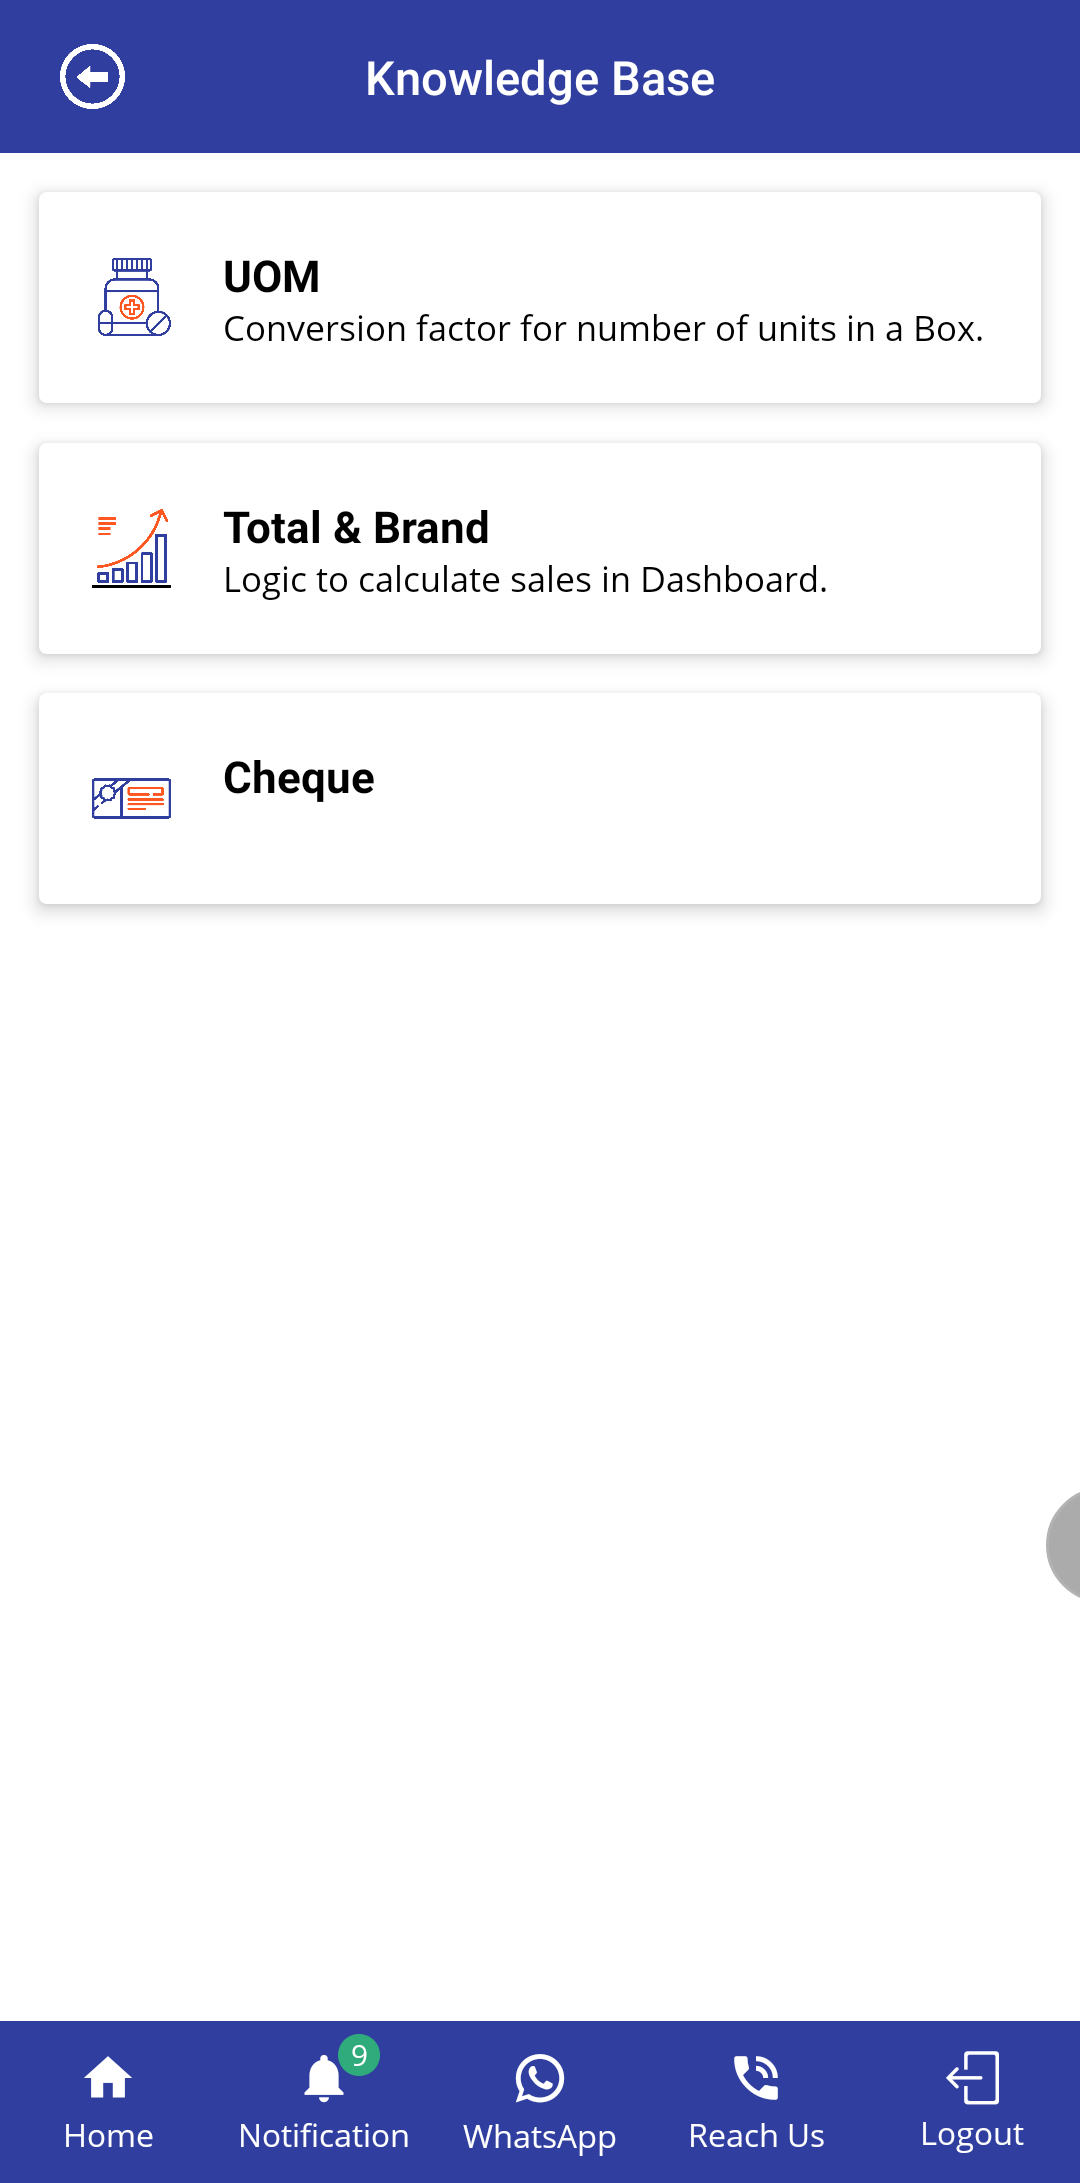 Knowledge Base
UOM
Conversion factor for number of units in a Box.
Total & Brand
Logic to calculate sales in Dashboard.
Cheque
9
Home
Notification
WhatsApp
Reach Us
Logout